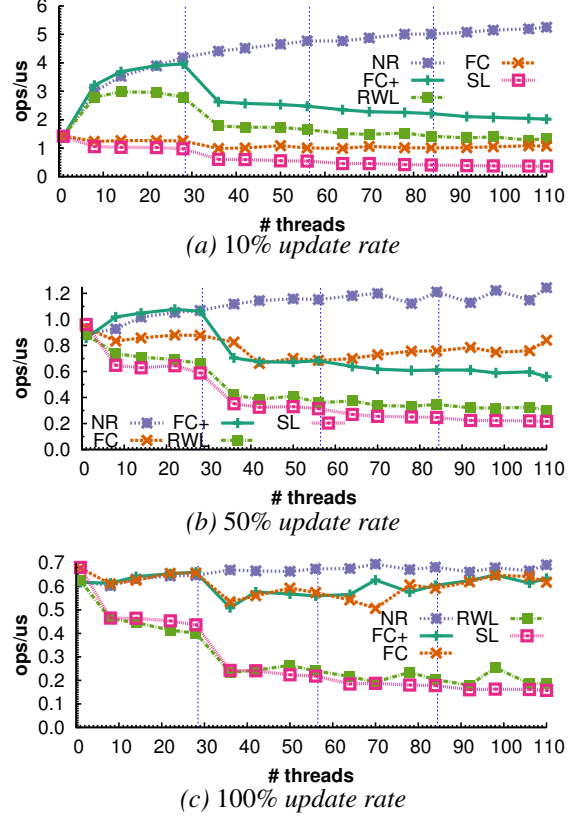 6
5
4
3
2
1
0
ops/us
NR FC
FC+ SL
RWL
0 10 20 30 40 50 60 70 80 90 100 110
# threads
(a) 10% update rate
1.2
1.0
0.8
0.6
0.4
0.2
0.0
ops/us
NR FC+ SL
FC RWL
0 10 20 30 40 50 60 70 80 90 100 110
# threads
(b) 50% update rate
0.7
0.6
0.5
0.4
0.3
0.2
0.1
0.0
ops/us
NR RWL
FC+ SL
FC
0 10 20 30 40 50 60 70 80 90 100 110
# threads
(c) 100% update rate